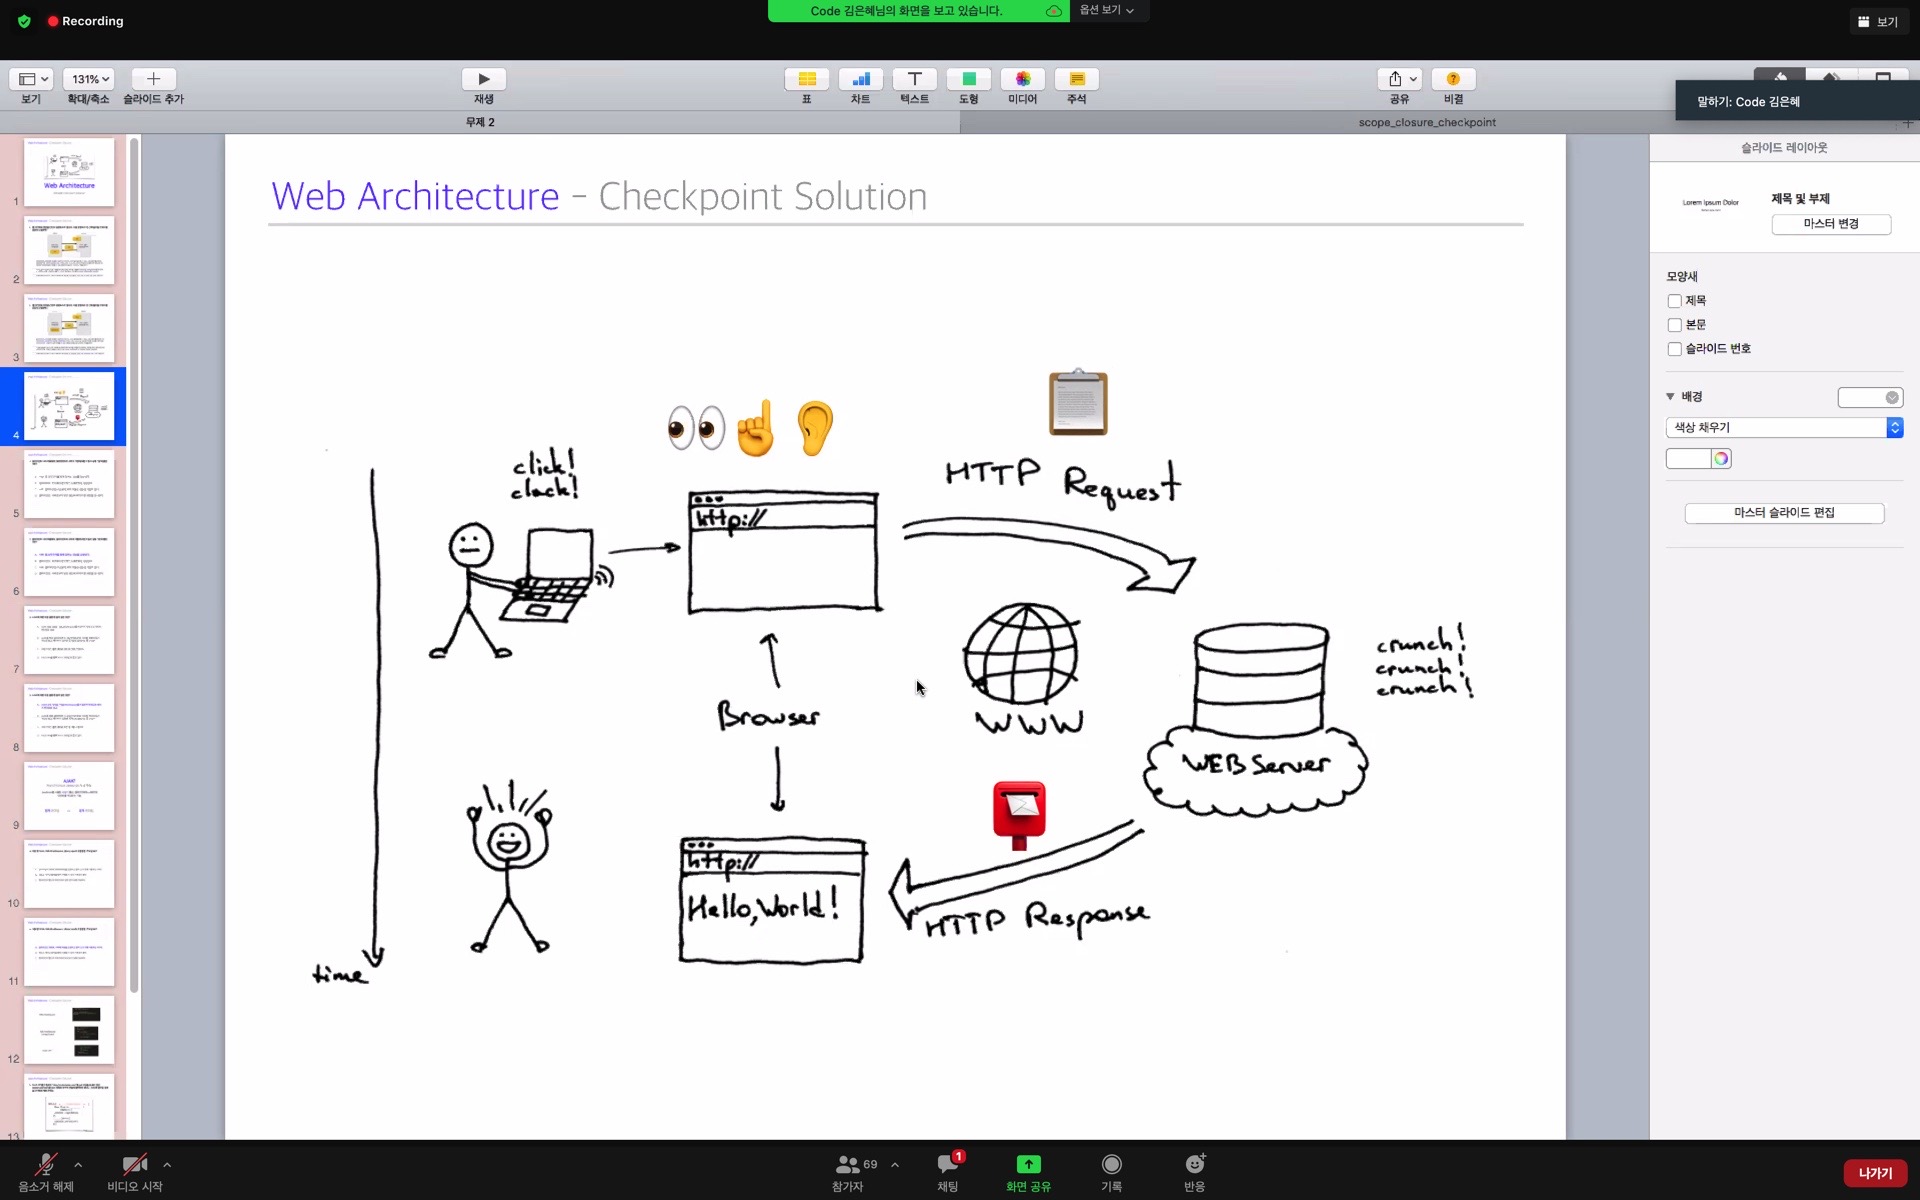 Recording
Code 김은혜님의 화면을 보고 있습니다.
옵션 보기
보기
131%
보기
확대/축소
슬라이드 추가
재생
표
차트
텍스트
도형
미디어
주석
공유
비결
말하기: Code 김은혜
무제 2
scope_closure_checkpoint
Web Architecture
1
2
3
4
5
6
7
8
9
10
11
12
13
Web Architecture - Checkpoint Solution
click!
clack!
http://
HTTP Request
Browser
WWW
WEB Server
crunch!
crunch!
crunch!
http://
Hello, World!
HTTP Response
time
슬라이드 레이아웃
Lorem Ipsum Dolor
제목 및 부제
마스터 변경
모양새
제목
본문
슬라이드 번호
배경
색상 채우기
마스터 슬라이드 편집
음소거 해제
비디오 시작
69
참가자
1
채팅
화면 공유
기록
반응
나가기